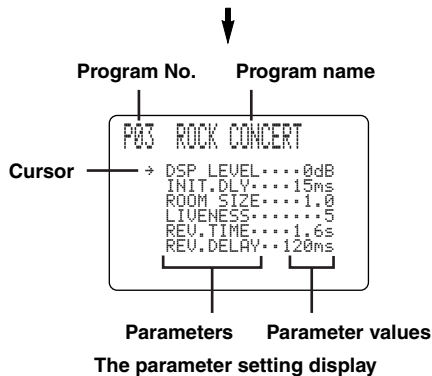 Program No. Program name
P03 ROCK CONCERT
Cursor → DSP LEVEL····0dB
INIT.DLY····15ms
ROOM SIZE····1.0
LIVENESS·······5
REV.TIME····1.6s
REV.DELAY··120ms
Parameters Parameter values
The parameter setting display